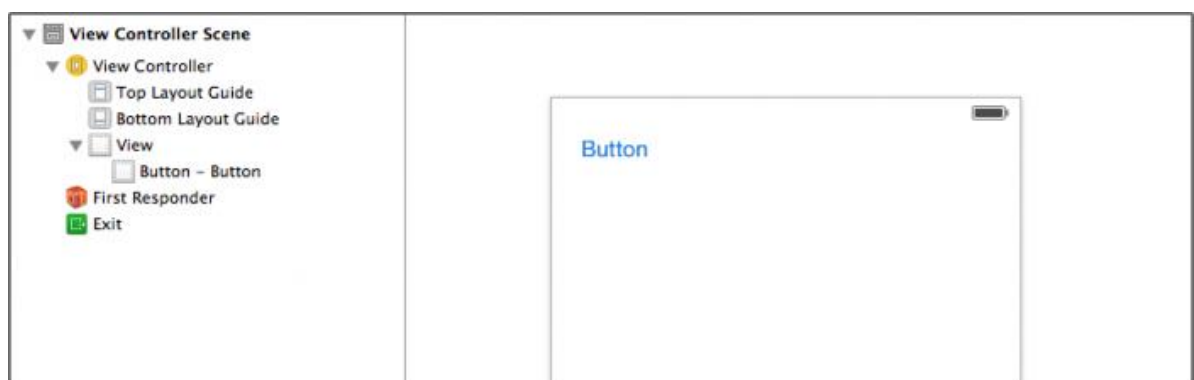 View Controller Scene
View Controller
Top Layout Guide
Bottom Layout Guide
View
Button – Button
First Responder
Exit
Button